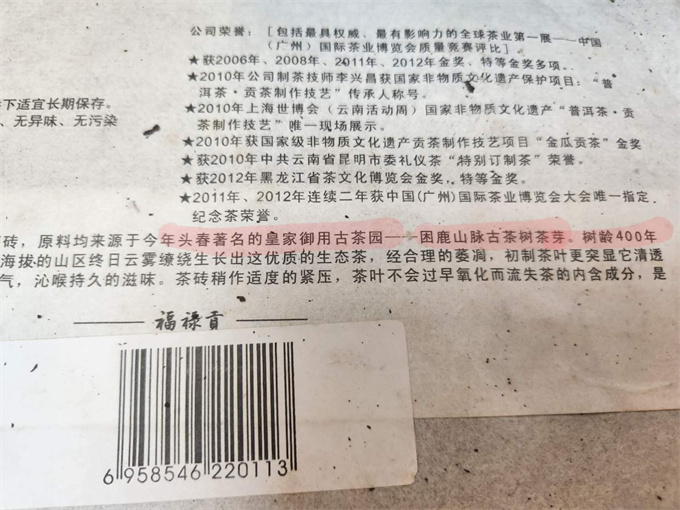 公司荣誉：[包括最具权威、最有影响力的全球茶业第一展——中国
（广州）国际茶业博览会质量竞赛评比]。
★获2006年、2008年、2011年、2012年金奖、特等金奖多项。
★2010年公司制茶技师李兴昌获国家非物质文化遗产保护项目：“普
洱茶·贡茶制作技艺”传承人称号。
★2010年上海世博会（云南活动周）国家非物质文化遗产“普洱茶·贡
茶制作技艺”唯一现场展示。
★2010年获国家级非物质文化遗产贡茶制作技艺项目“金瓜贡茶”金奖
★获2010年中共云南省昆明市委礼仪茶“特别订制茶”荣誉。
★获2012年黑龙江省茶文化博览会金奖，特等金奖。
★2011年、2012年连续二年获中国（广州）国际茶业博览会大会唯一指定
纪念茶荣誉。
下适宜长期保存。
、无异味、无污染
砖，原料均来源于今年头春著名的皇家御用古茶园——困鹿山脉古茶树茶芽。树龄400年
海拔的山区终日云雾缭绕生长出这优质的生态茶，经合理的萎凋，初制茶叶更突显它清透
气，沁喉持久的滋味。茶砖稍作适度的紧压，茶叶不会过早氧化而流失茶的内含成分，是
福禄贡
6 958546 220113